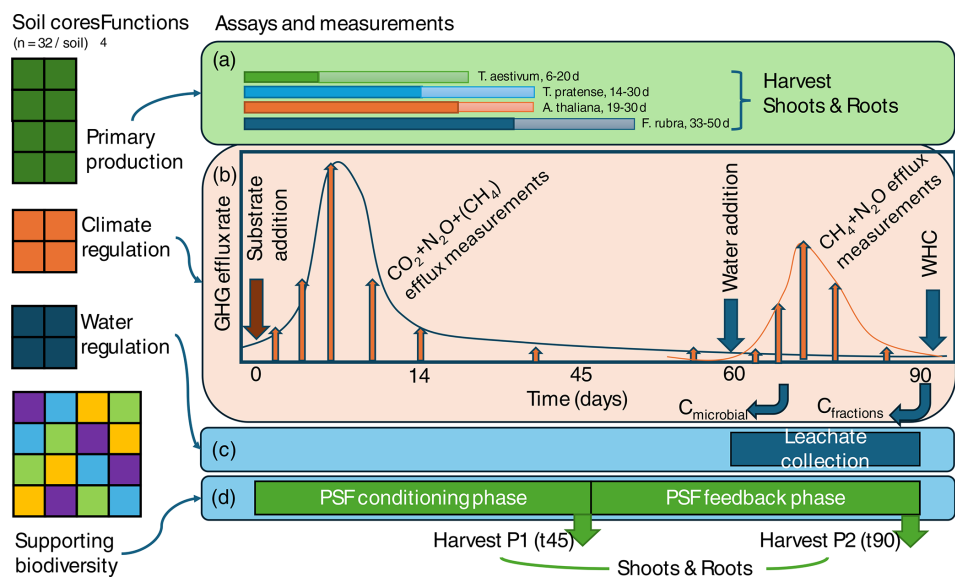 Soil coresFunctions
(n = 32 / soil) 4
Assays and measurements
(a)
T. aestivum, 6-20 d
T. pratense, 14-30 d
A. thaliana, 19-30 d
F. rubra, 33-50 d
Harvest
Shoots & Roots
Primary
production
(b)
GHG efflux rate
Substrate
addition
CO2+N2O+(CH4)
efflux measurements
Water addition
CH4+N2O efflux
measurements
WHC
Climate
regulation
0
14
45
60
90
Time (days)
Cmicrobial
Cfractions
Water
regulation
(c)
Leachate
collection
(d)
PSF conditioning phase
PSF feedback phase
Supporting
biodiversity
Harvest P1 (t45)
Harvest P2 (t90)
Shoots & Roots